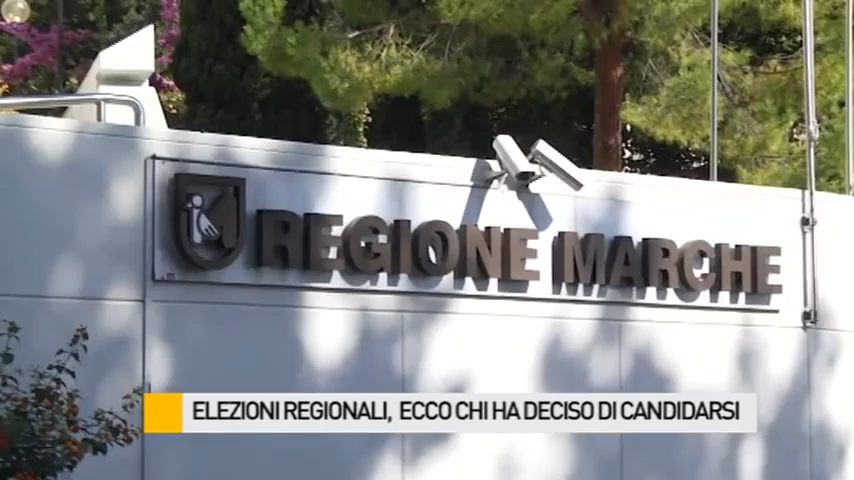 REGIONE MARCHE
ELEZIONI REGIONALI, ECCO CHI HA DECISO DI CANDIDARSI